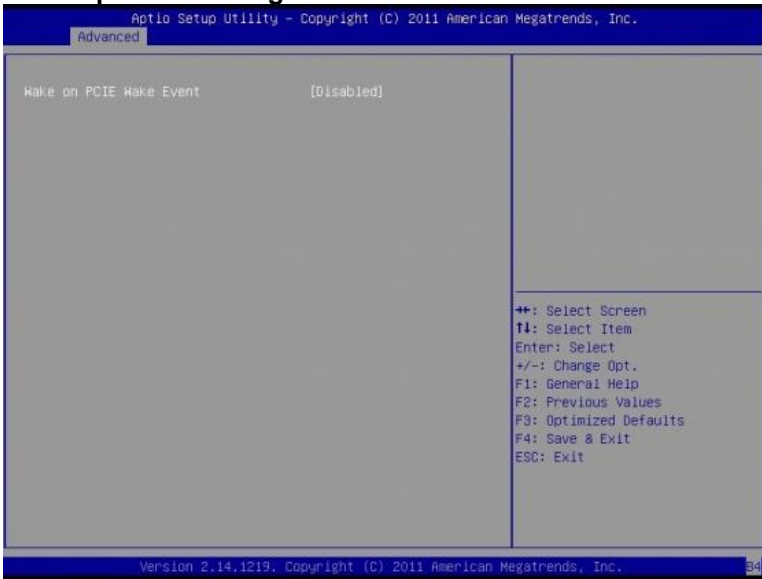 Aptio Setup Utility – Copyright (C) 2011 American Megatrends, Inc.
Advanced
Wake on PCIE Wake Event [Disabled]
→←: Select Screen
↑↓: Select Item
Enter: Select
+/-: Change Opt.
F1: General Help
F2: Previous Values
F3: Optimized Defaults
F4: Save & Exit
ESC: Exit
Version 2.14.1219. Copyright (C) 2011 American Megatrends, Inc.
B4